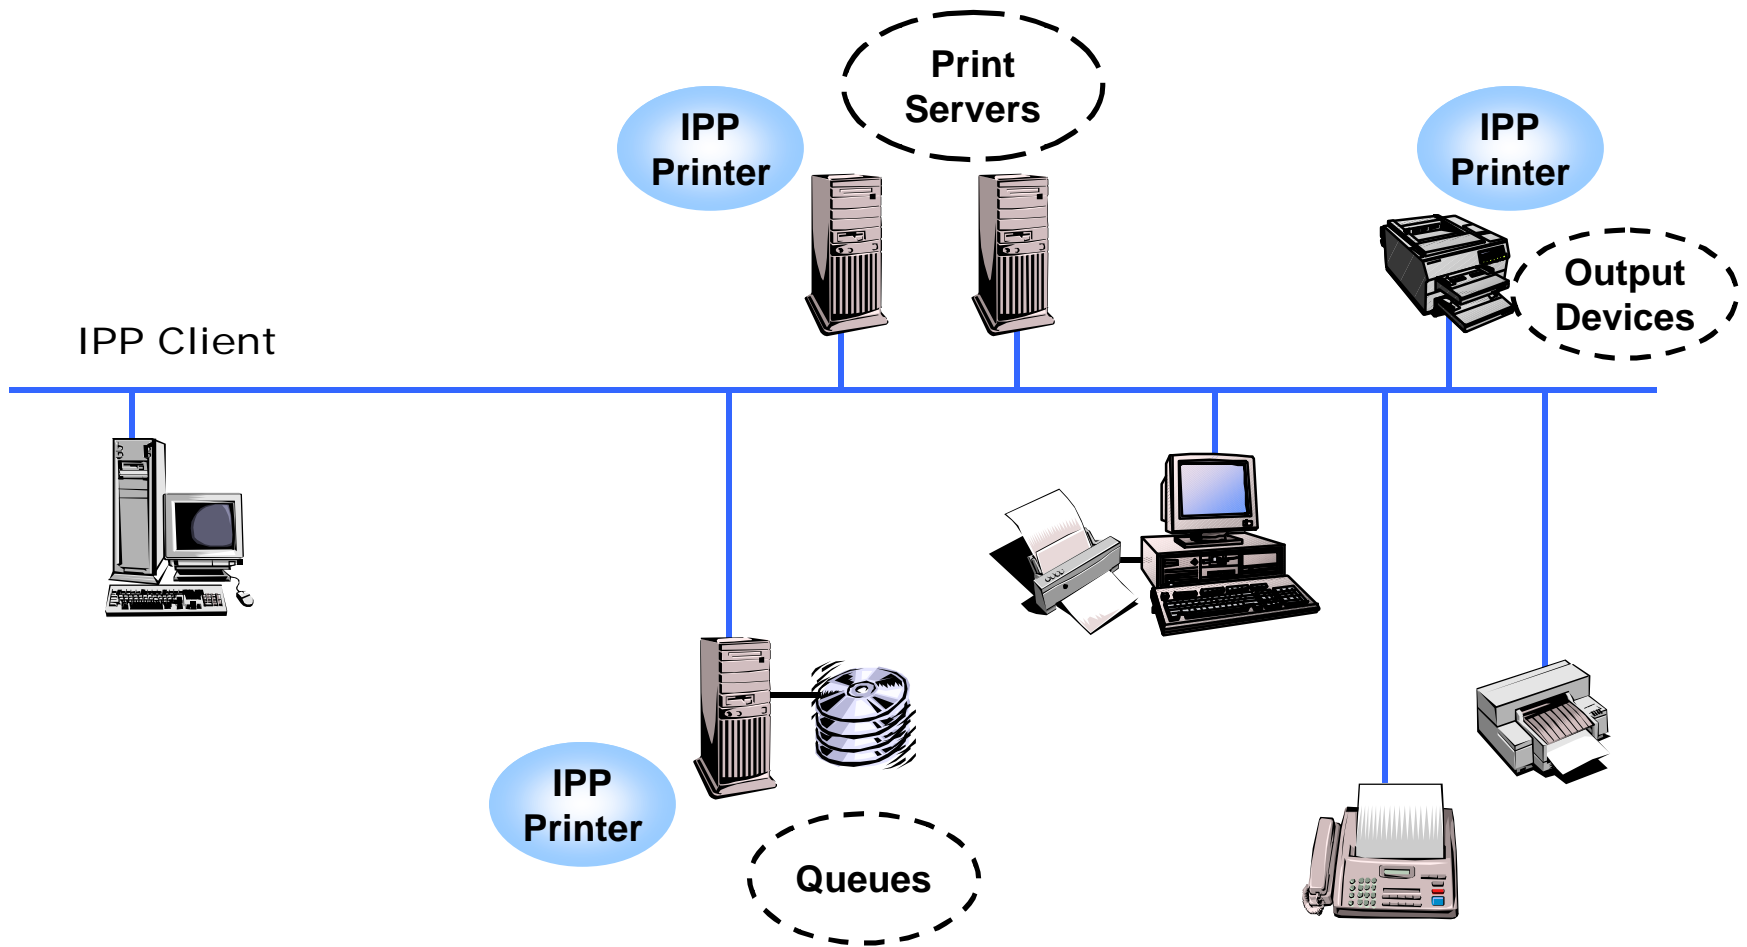 Print
Servers
IPP
Printer
IPP
Printer
Output
Devices
IPP Client
IPP
Printer
Queues